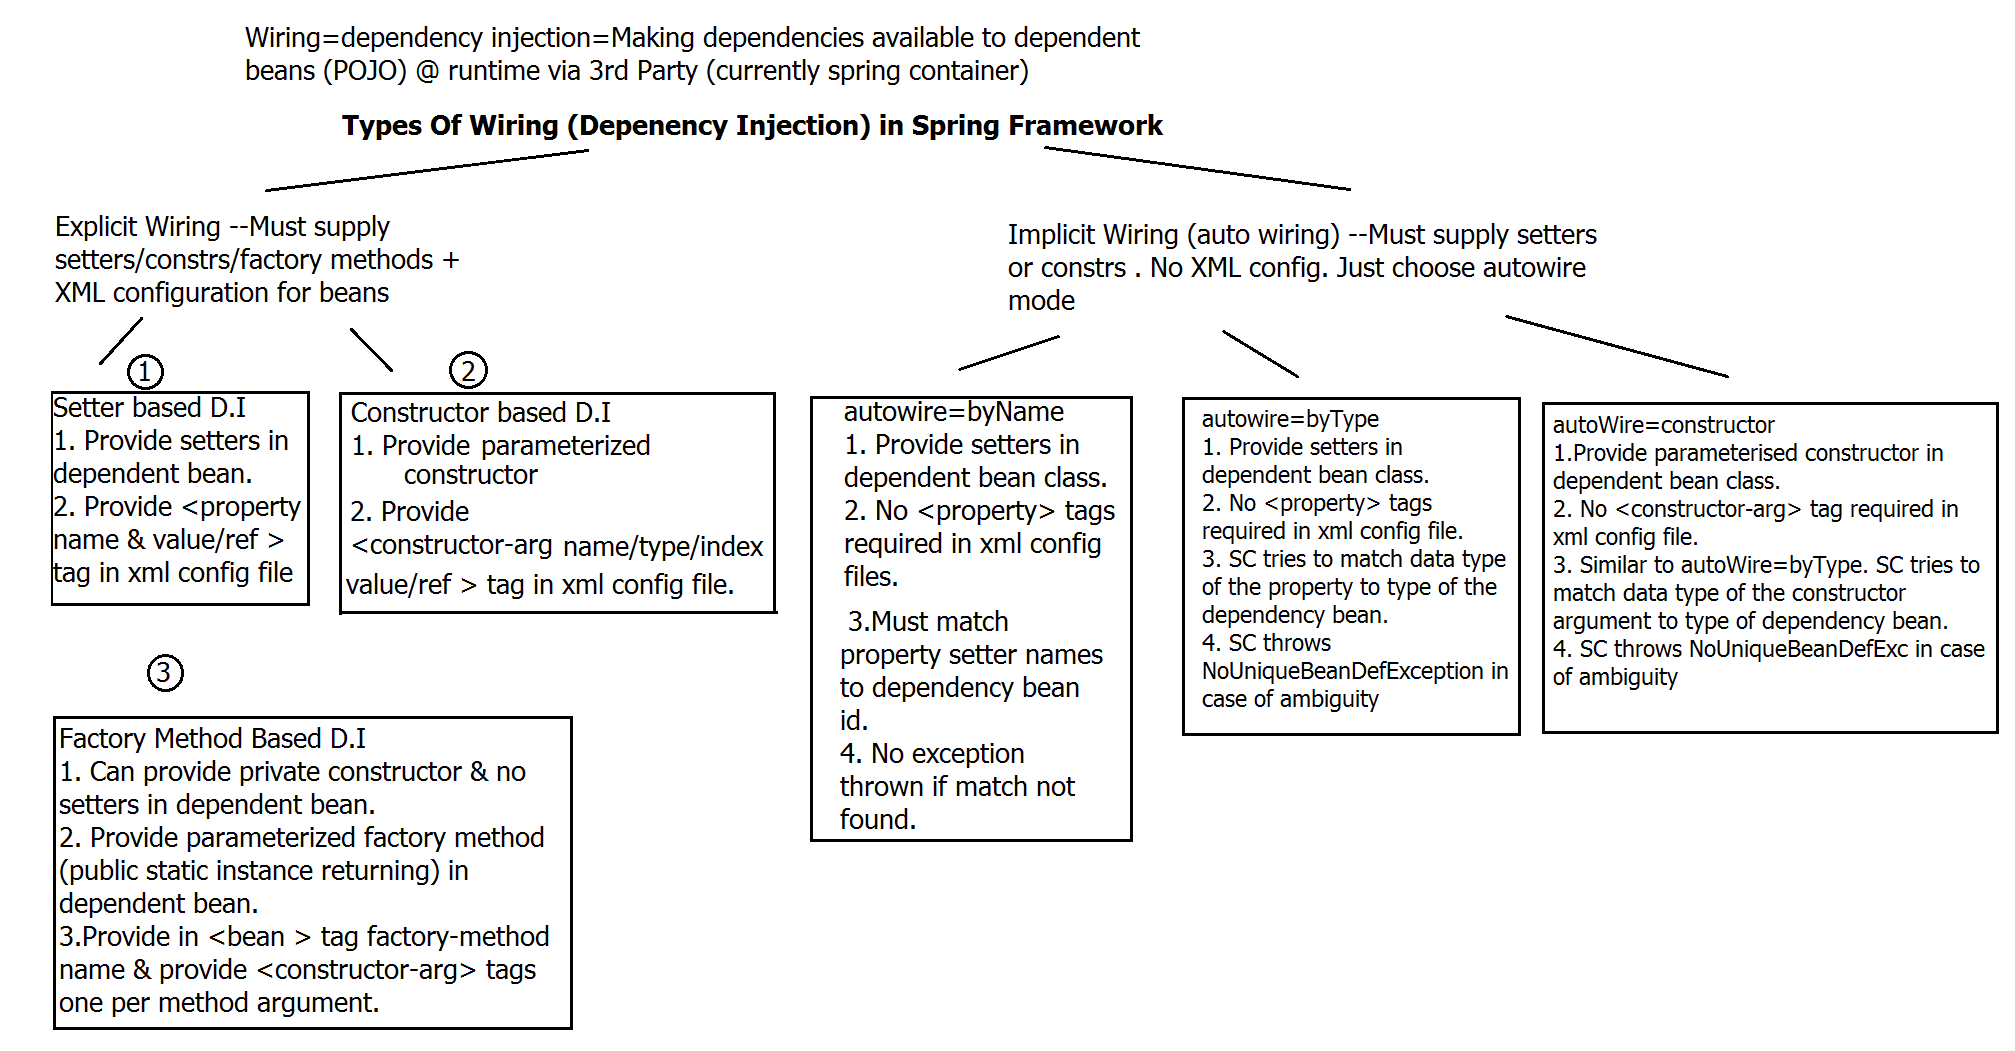 Wiring=dependency injection=Making dependencies available to dependent
beans (POJO) @ runtime via 3rd Party (currently spring container)
Types Of Wiring (Depenency Injection) in Spring Framework
Explicit Wiring --Must supply
setters/constrs/factory methods +
XML configuration for beans
Implicit Wiring (auto wiring) --Must supply setters
or constrs . No XML config. Just choose autowire
mode
1
Setter based D.I
1. Provide setters in
dependent bean.
2. Provide <property
name & value/ref >
tag in xml config file
2
Constructor based D.I
1. Provide parameterized
constructor
2. Provide
<constructor-arg name/type/index
value/ref > tag in xml config file.
3
Factory Method Based D.I
1. Can provide private constructor & no
setters in dependent bean.
2. Provide parameterized factory method
(public static instance returning) in
dependent bean.
3.Provide in <bean > tag factory-method
name & provide <constructor-arg> tags
one per method argument.
autowire=byName
1. Provide setters in
dependent bean class.
2. No <property> tags
required in xml config
files.
3.Must match
property setter names
to dependency bean
id.
4. No exception
thrown if match not
found.
autowire=byType
1. Provide setters in
dependent bean class.
2. No <property> tags
required in xml config file.
3. SC tries to match data type
of the property to type of the
dependency bean.
4. SC throws
NoUniqueBeanDefException in
case of ambiguity
autoWire=constructor
1.Provide parameterised constructor in
dependent bean class.
2. No <constructor-arg> tag required in
xml config file.
3. Similar to autoWire=byType. SC tries to
match data type of the constructor
argument to type of dependency bean.
4. SC throws NoUniqueBeanDefExc in case
of ambiguity